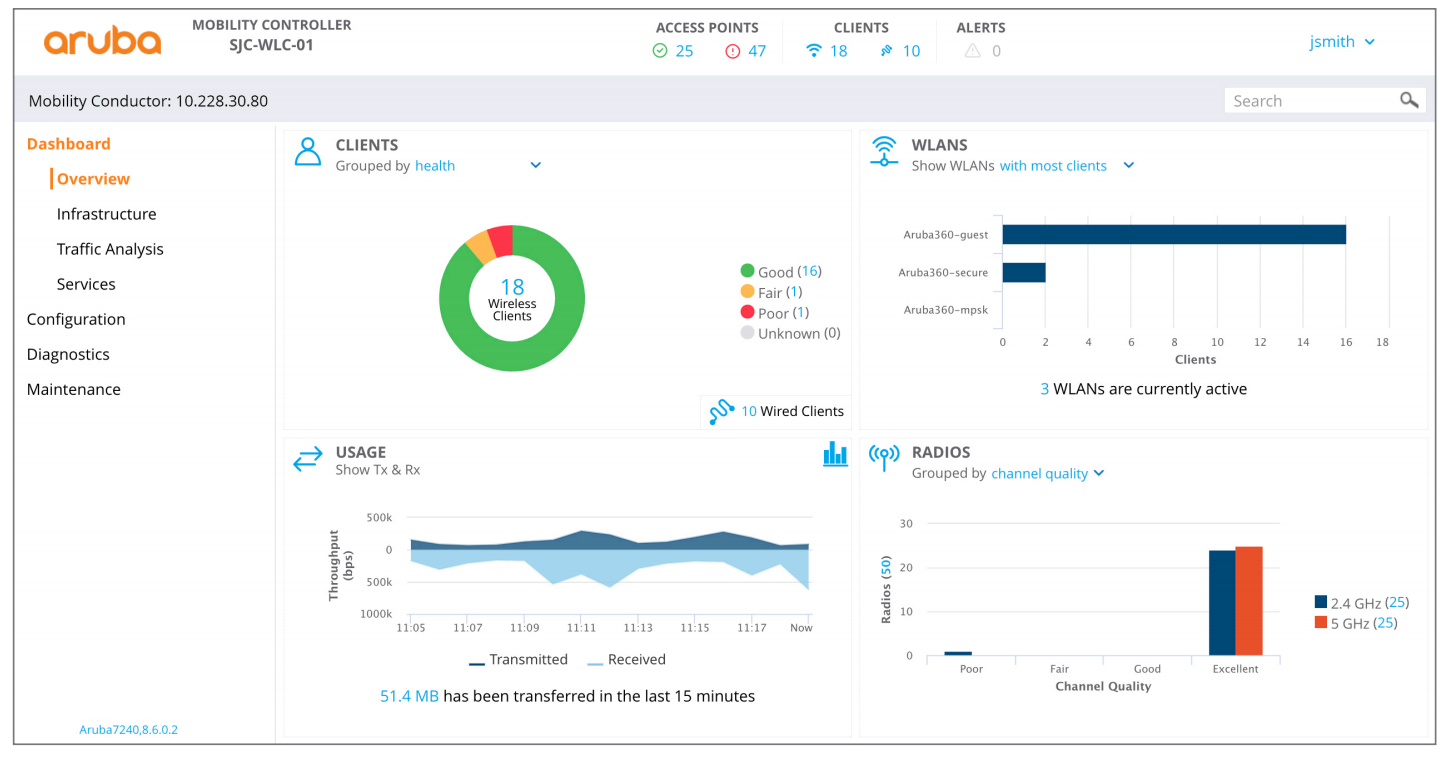 aruba
MOBILITY CONTROLLER
SJC-WLC-01
ACCESS POINTS
25 47
CLIENTS
18 10
ALERTS
0
jsmith
Mobility Conductor: 10.228.30.80
Search
Dashboard
Overview
Infrastructure
Traffic Analysis
Services
Configuration
Diagnostics
Maintenance
Aruba7240,8.6.0.2
CLIENTS
Grouped by health
18
Wireless
Clients
Good (16)
Fair (1)
Poor (1)
Unknown (0)
10 Wired Clients
WLANS
Show WLANs with most clients
Aruba360-guest
Aruba360-secure
Aruba360-mpsk
0 2 4 6 8 10 12 14 16 18
Clients
3 WLANs are currently active
USAGE
Show Tx & Rx
Throughput
(bps)
500k
0
500k
1000k
11:05 11:07 11:09 11:11 11:13 11:15 11:17 Now
Transmitted Received
51.4 MB has been transferred in the last 15 minutes
RADIOS
Grouped by channel quality
Radios (50)
30
20
10
0
Poor Fair Good Excellent
Channel Quality
2.4 GHz (25)
5 GHz (25)